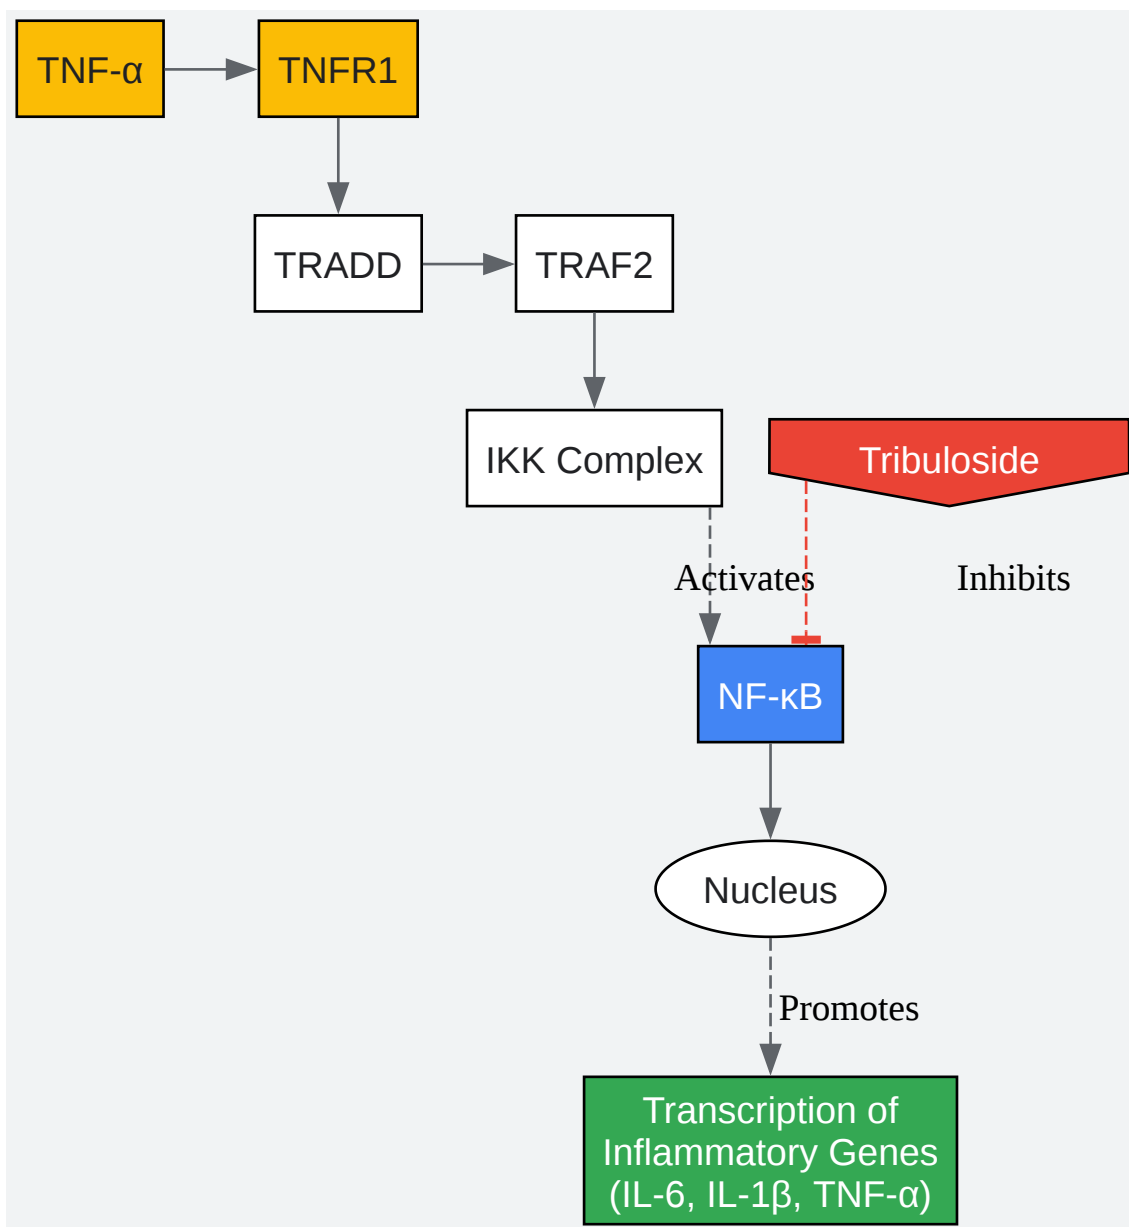 TNF-α
TNFR1
TRADD
TRAF2
IKK Complex
Tribuloside
Activates
Inhibits
NF-κB
Nucleus
Promotes
Transcription of
Inflammatory Genes
(IL-6, IL-1β, TNF-α)